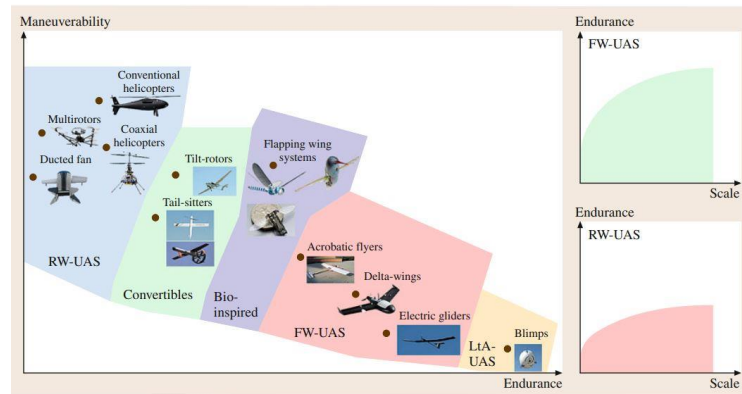 Maneuverability
Conventional
helicopters
Multirotors
Coaxial
helicopters
Ducted fan
Tilt-rotors
Tail-sitters
Flapping wing
systems
Acrobatic flyers
Delta-wings
Electric gliders
Blimps
RW-UAS
Convertibles
Bio-
inspired
FW-UAS
LtA-
UAS
Endurance
Endurance
FW-UAS
Scale
Endurance
RW-UAS
Scale